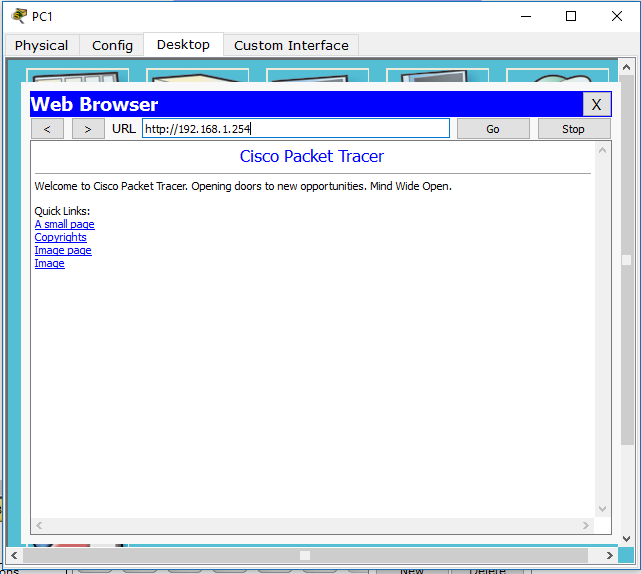 PC1
Physical Config Desktop Custom Interface
Web Browser X
< > URL http://192.168.1.254 Go Stop
Cisco Packet Tracer
Welcome to Cisco Packet Tracer. Opening doors to new opportunities. Mind Wide Open.
Quick Links:
A small page
Copyrights
Image page
Image
New Delete